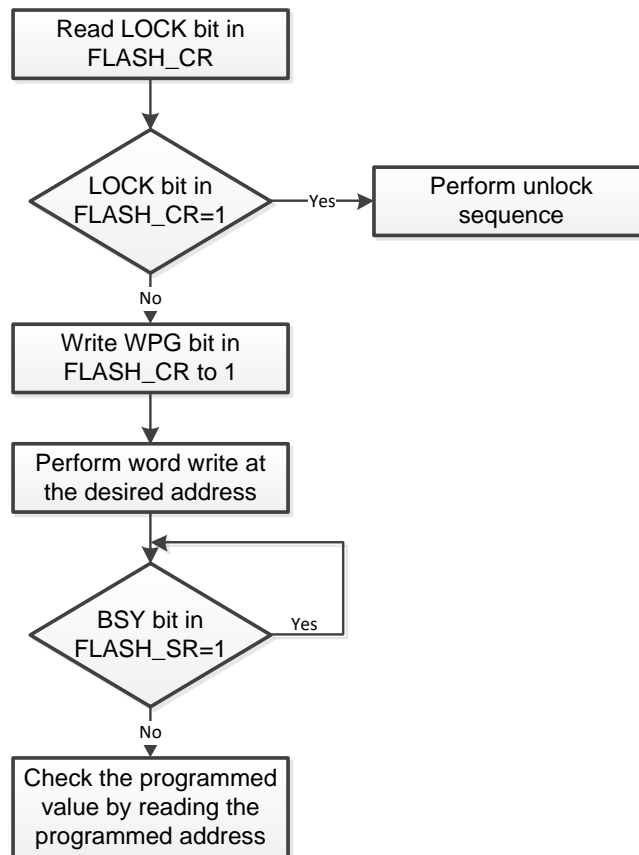 Read LOCK bit in
FLASH_CR
LOCK bit in
FLASH_CR=1
Yes
Perform unlock
sequence
No
Write WPG bit in
FLASH_CR to 1
Perform word write at
the desired address
BSY bit in
FLASH_SR=1
Yes
No
Check the programmed
value by reading the
programmed address